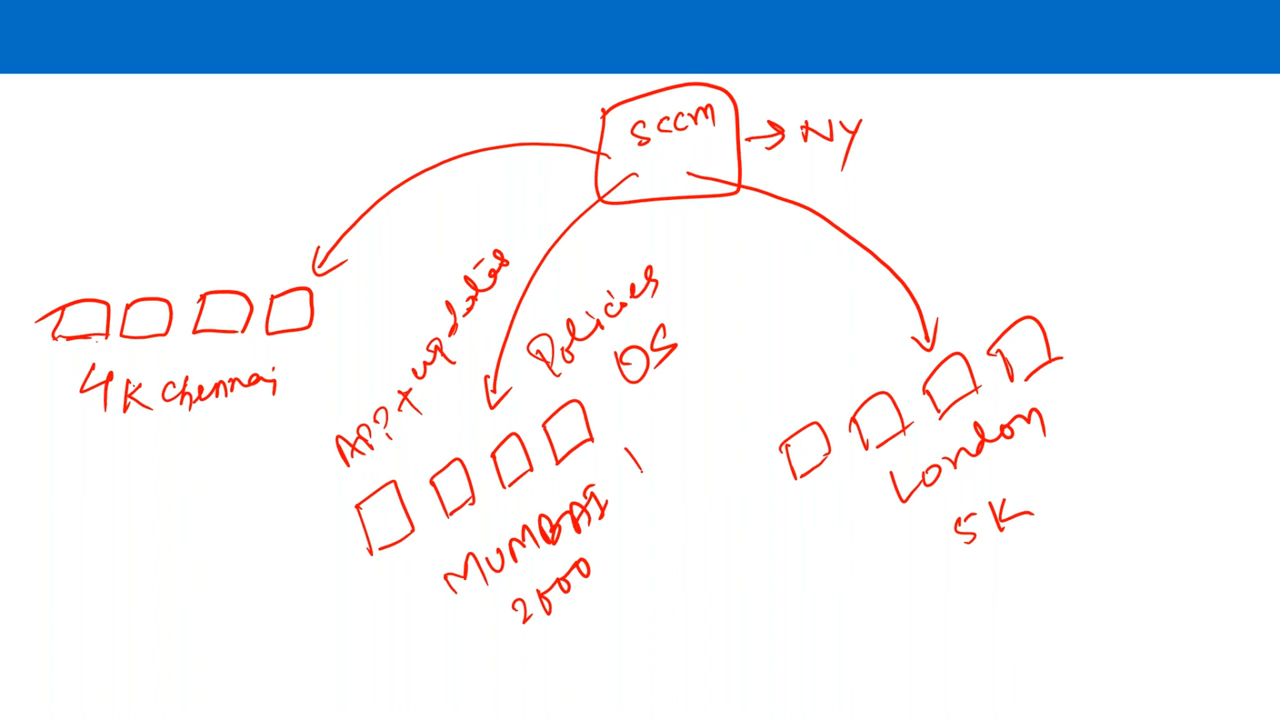 SCCM
→ NY
4K Chennai
APP + updates
Policies
OS
MUMBAI
2000
London
5K